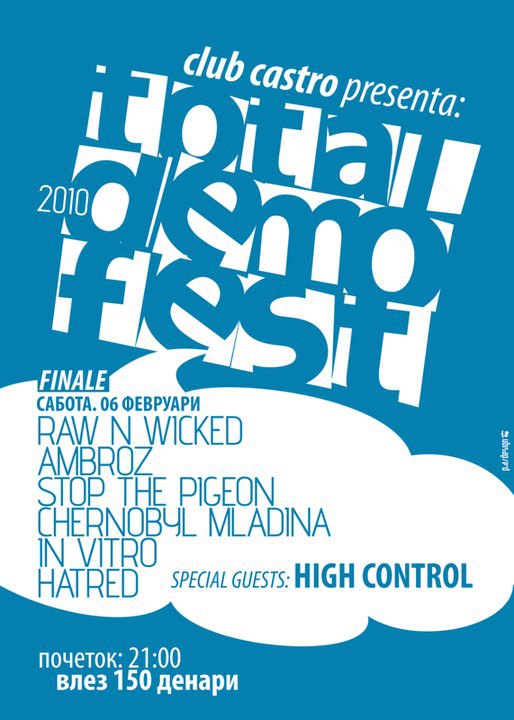 club castro presenta:
total
2010 demo
fest
FINALE
САБОТА. 06 ФЕВРУАРИ
RAW N WICKED
AMBROZ
STOP THE PIGEON
CHERNOBYL MLADINA
IN VITRO
HATRED
SPECIAL GUESTS: HIGH CONTROL
p.a/design
почеток: 21:00
влез 150 денари